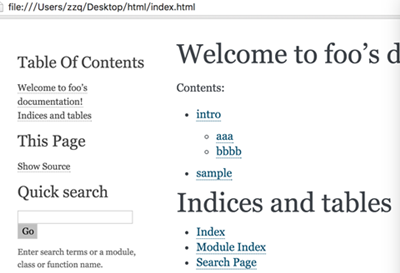 file:///Users/zzq/Desktop/html/index.html
Table Of Contents
Welcome to foo's
documentation!
Indices and tables
This Page
Show Source
Quick search
Go
Enter search terms or a module,
class or function name.
Welcome to foo's d
Contents:
intro
aaa
bbbb
sample
Indices and tables
Index
Module Index
Search Page